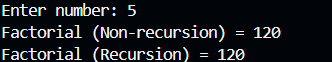 Enter number: 5
Factorial (Non-recursion) = 120
Factorial (Recursion) = 120